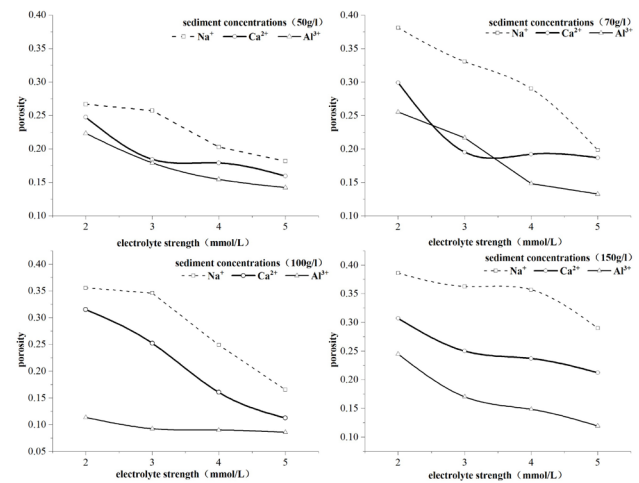 sediment concentrations（50g/l）
Na⁺ Ca²⁺ Al³⁺
0.40
0.35
0.30
0.25
0.20
0.15
0.10
porosity
2 3 4 5
electrolyte strength（mmol/L）
sediment concentrations（70g/l）
Na⁺ Ca²⁺ Al³⁺
0.40
0.35
0.30
0.25
0.20
0.15
0.10
porosity
2 3 4 5
electrolyte strength（mmol/L）
sediment concentrations（100g/l）
Na⁺ Ca²⁺ Al³⁺
0.40
0.35
0.30
0.25
0.20
0.15
0.10
0.05
porosity
2 3 4 5
electrolyte strength（mmol/L）
sediment concentrations（150g/l）
Na⁺ Ca²⁺ Al³⁺
0.40
0.35
0.30
0.25
0.20
0.15
0.10
porosity
2 3 4 5
electrolyte strength（mmol/L）